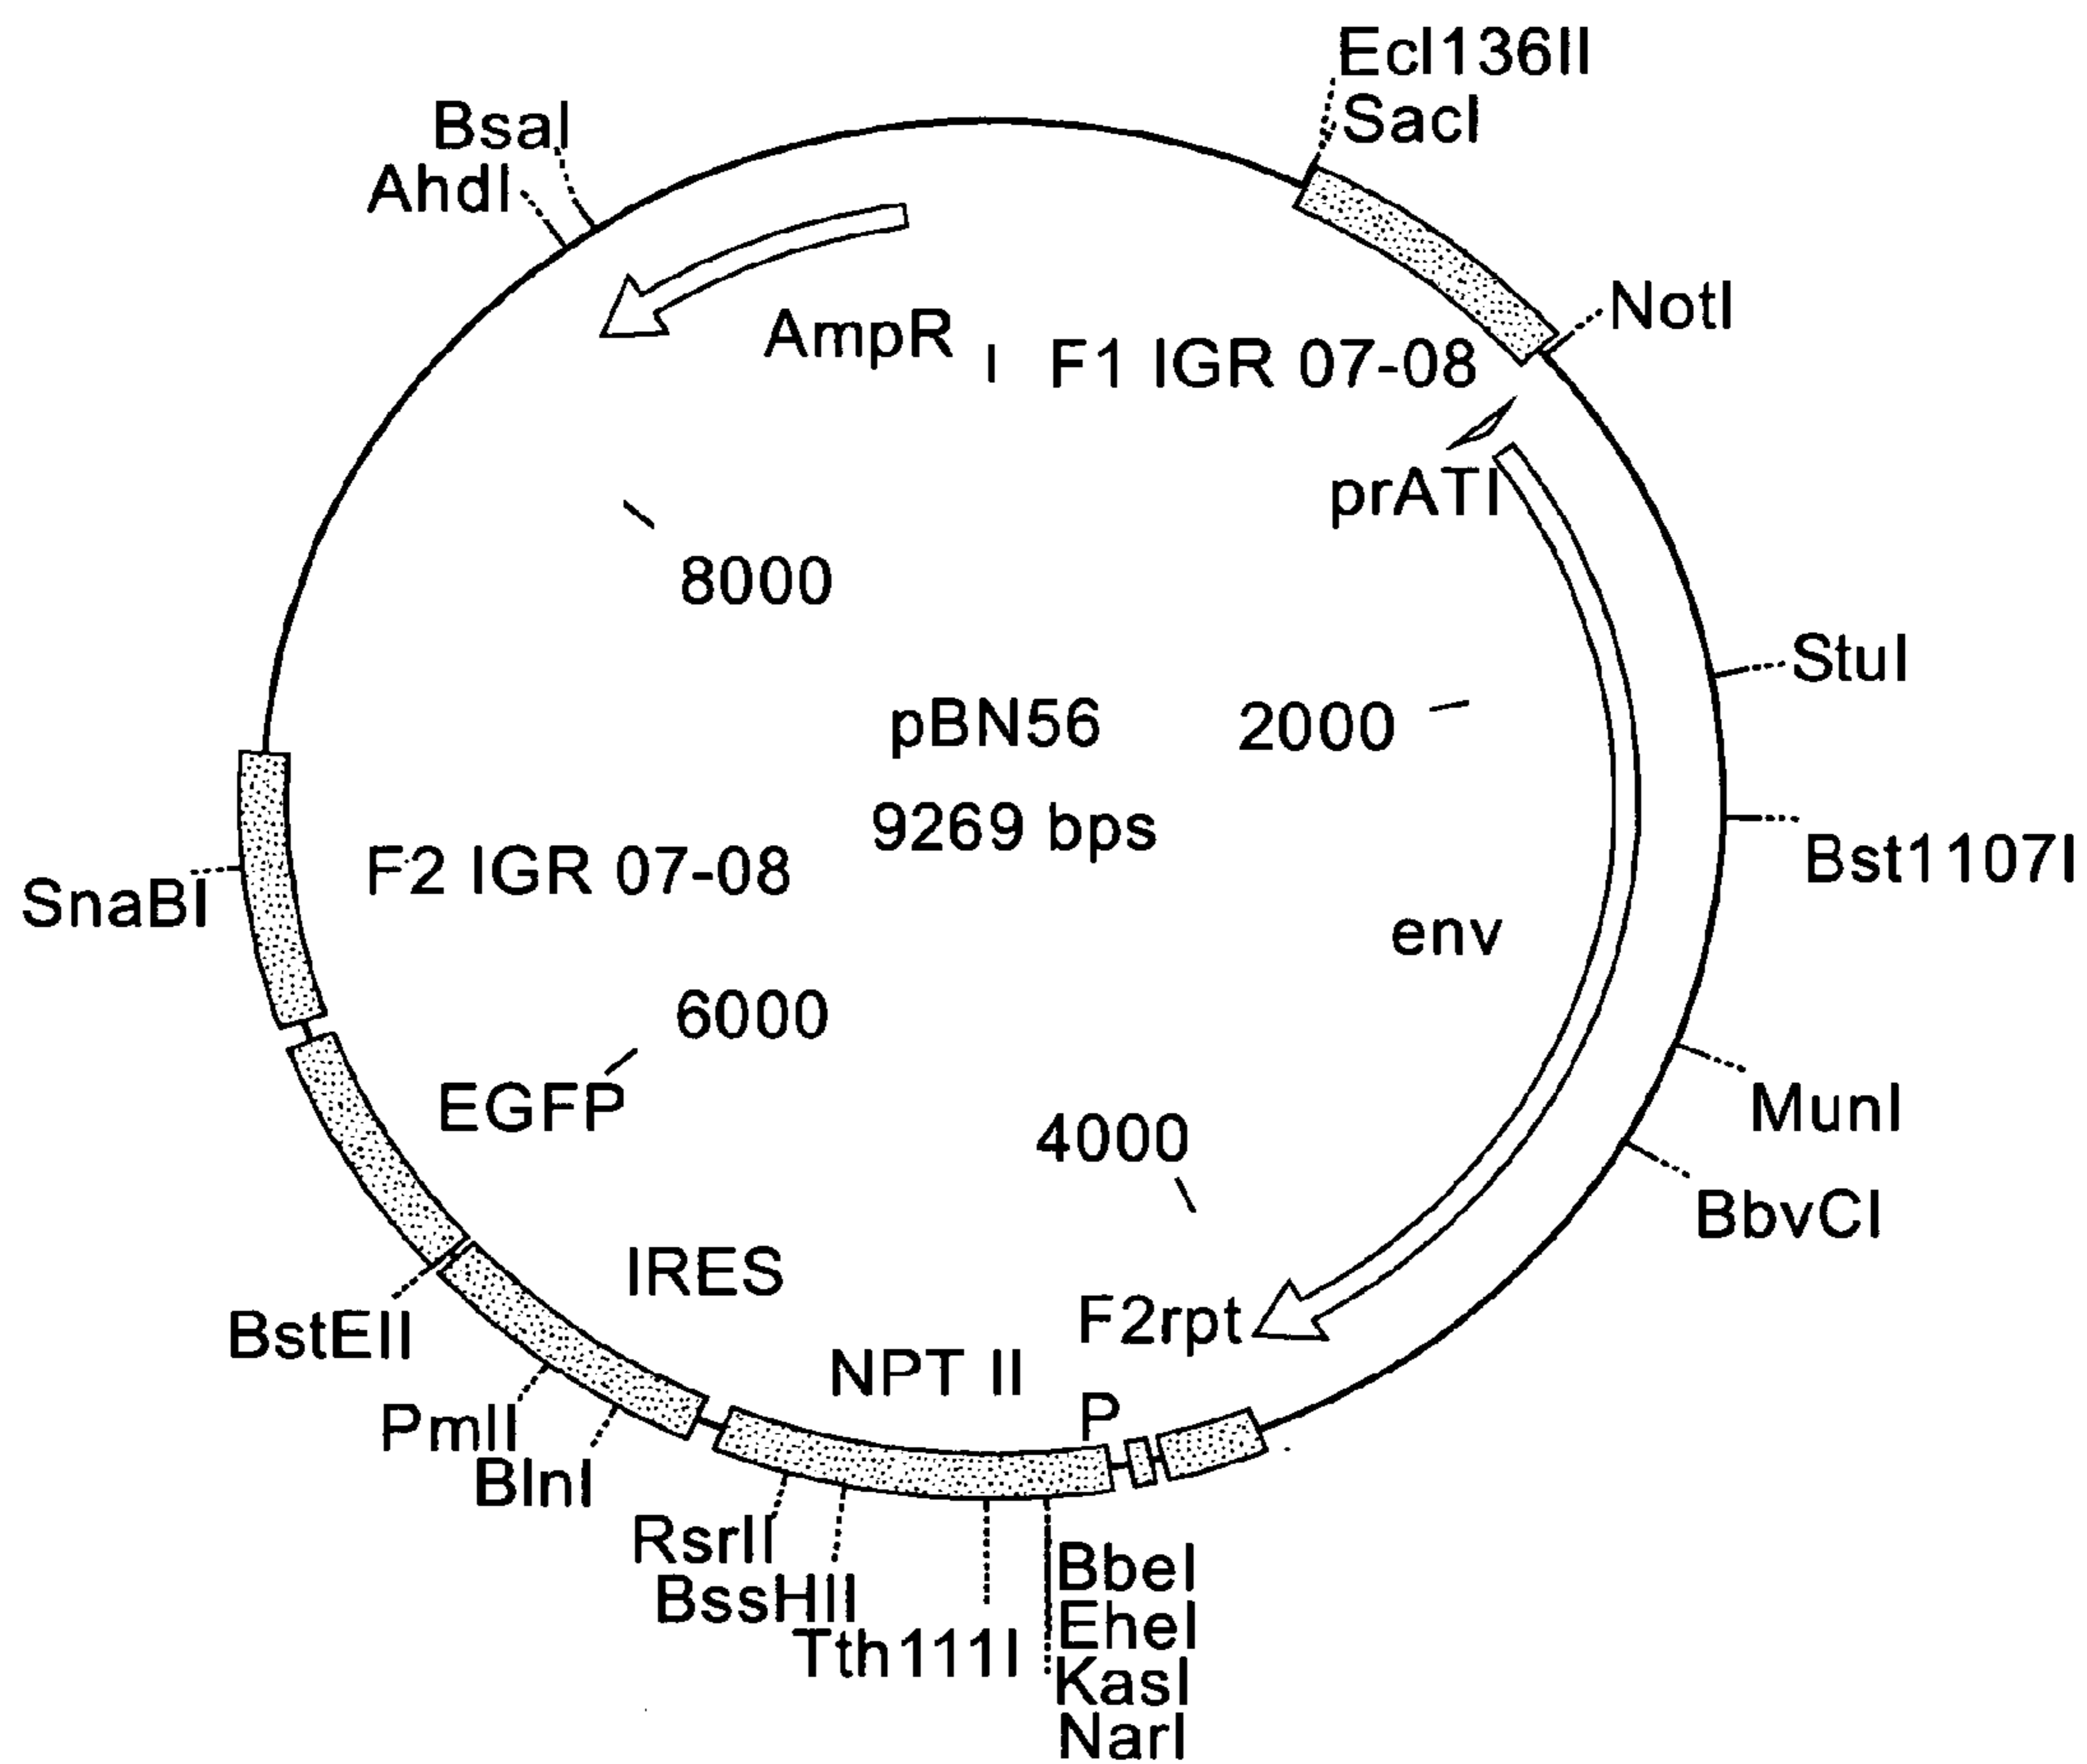 Ecl136II
SacI
BsaI
AhdI
NotI
AmpR
I
F1 IGR 07-08
prATI
8000
StuI
pBN56
2000
9269 bps
Bst1107I
F2 IGR 07-08
SnaBI
env
6000
EGFP
MunI
4000
BbvCI
IRES
F2rpt
BstEII
NPT II
P
PmlI
BlnI
RsrII
BssHII
Tth111I
BbeI
EheI
KasI
NarI